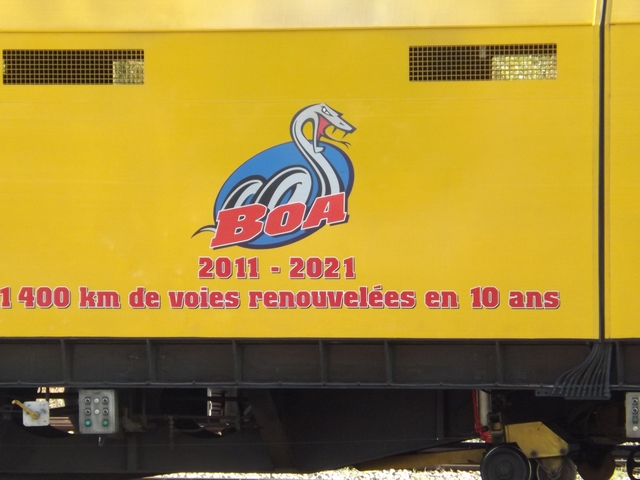 BOA
2011 - 2021
1 400 km de voies renouvelées en 10 ans